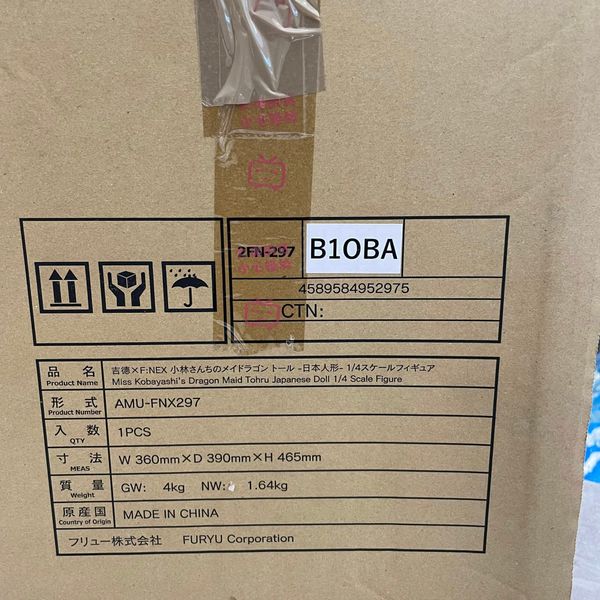 2FN-297
B10BA
4589584952975
CTN:
品名 吉德×F:NEX 小林さんちのメイドラゴン トール -日本人形- 1/4スケールフィギュア
Product Name Miss Kobayashi's Dragon Maid Tohru Japanese Doll 1/4 Scale Figure
形式 AMU-FNX297
Product Number
入数 1PCS
QTY
寸法 W 360mm×D 390mm×H 465mm
MEAS
質量 GW: 4kg NW: 1.64kg
Weight
原産国 MADE IN CHINA
Country of Origin
フリュー株式会社 FURYU Corporation